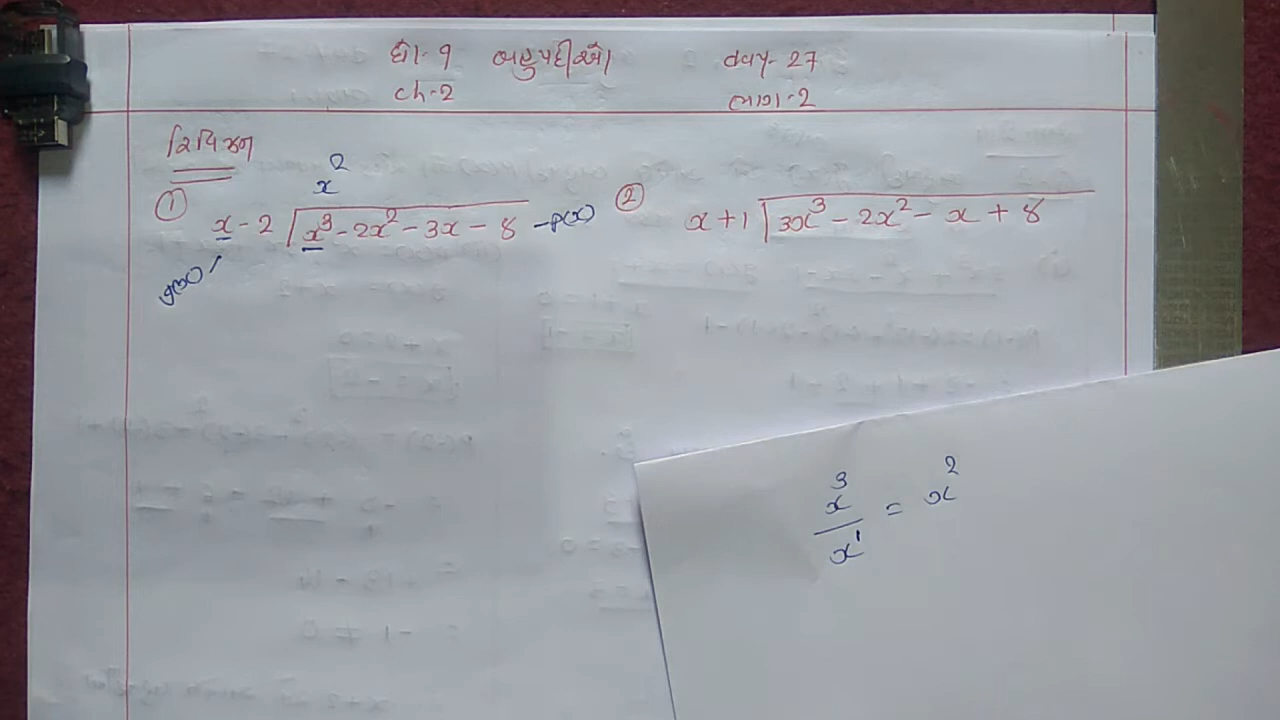 ધો. 9 બહુપદીઓ day-27
ch-2 ભાગ-2
① x - 2 x³ - 2x² - 3x - 8 - p(x)
x²
g(x)
② x + 1 3x³ - 2x² - x + 8
x³/x¹ = x²